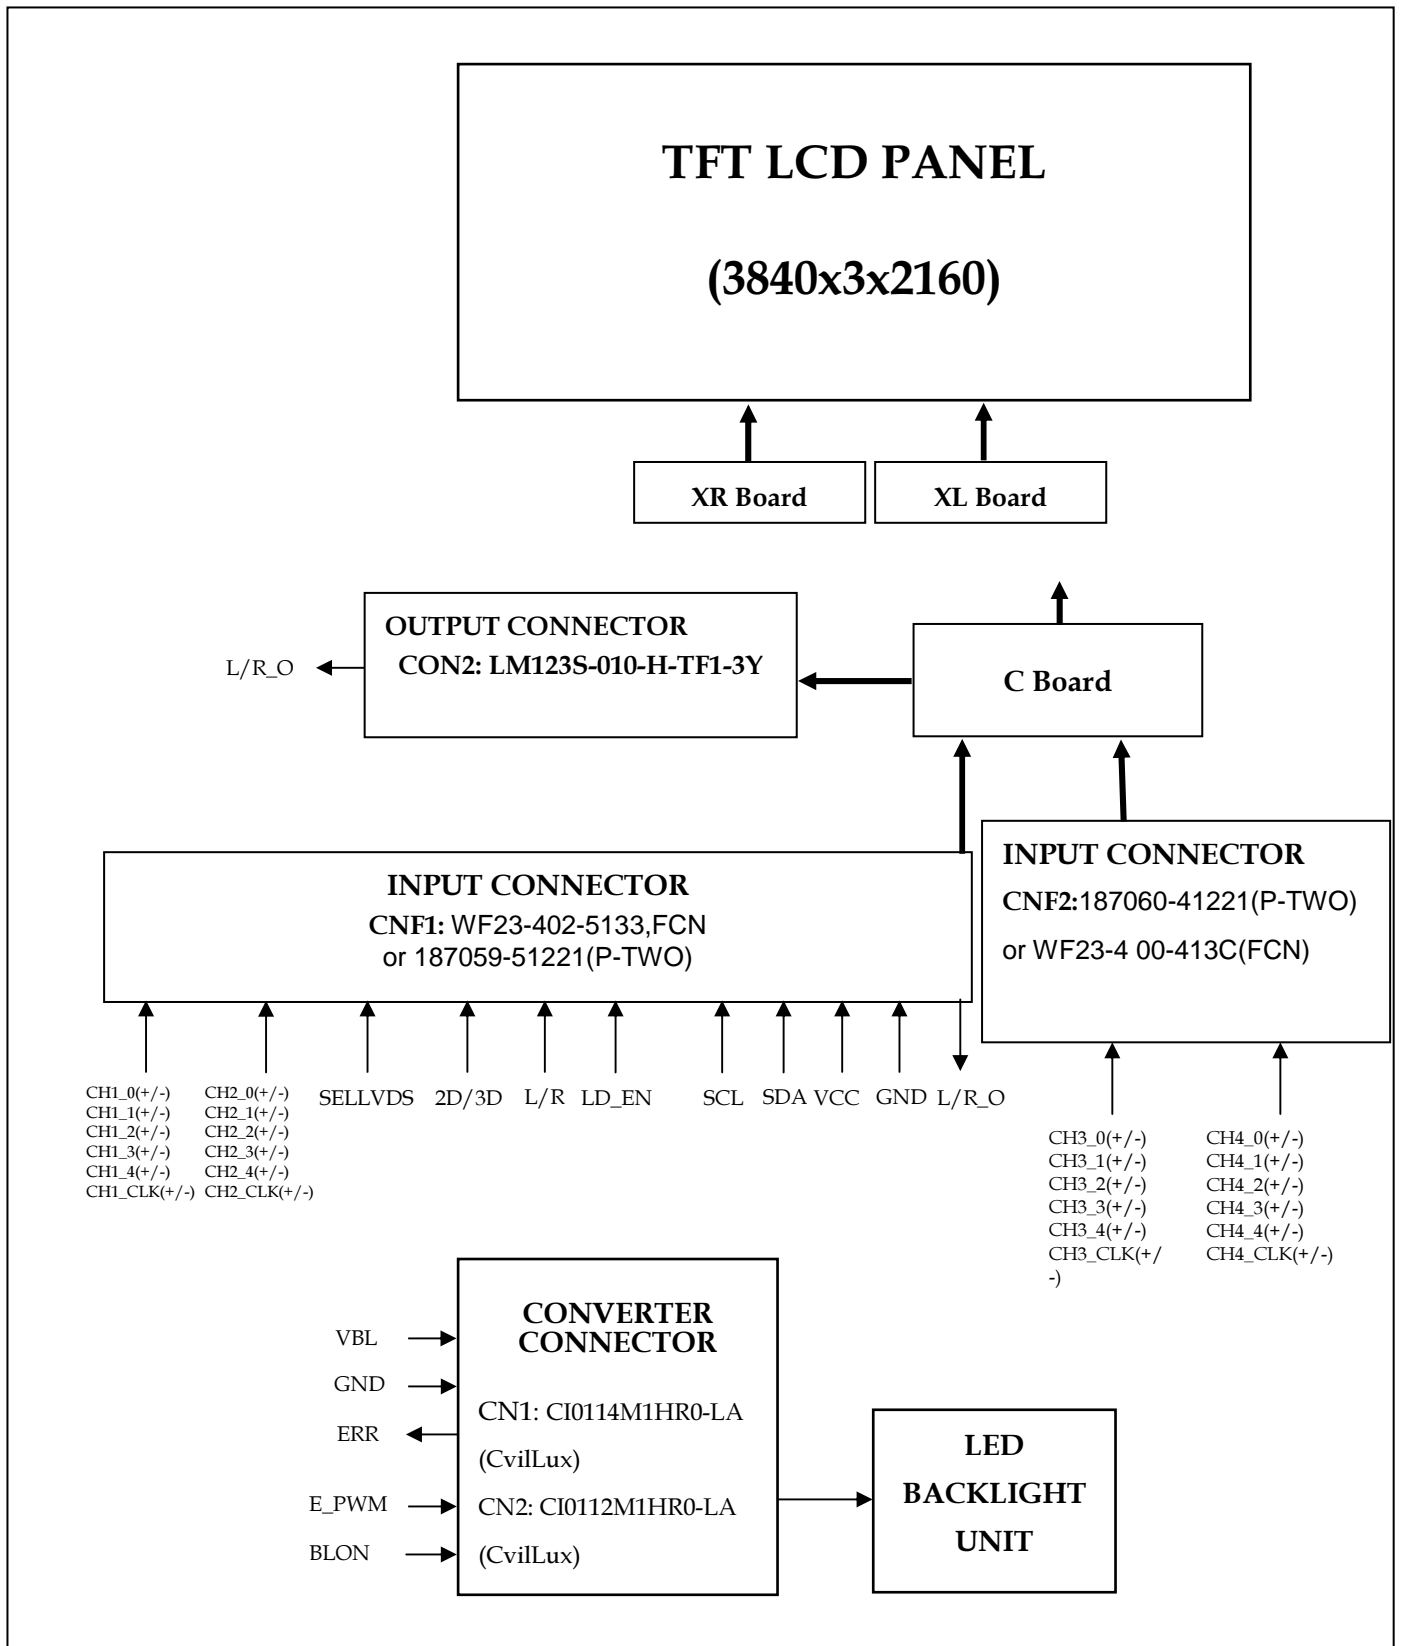 TFT LCD PANEL
(3840x3x2160)
XR Board
XL Board
OUTPUT CONNECTOR
CON2: LM123S-010-H-TF1-3Y
L/R_O
C Board
INPUT CONNECTOR
CNF1: WF23-402-5133,FCN
or 187059-51221(P-TWO)
INPUT CONNECTOR
CNF2:187060-41221(P-TWO)
or WF23-4 00-413C(FCN)
CH1_0(+/-)
CH1_1(+/-)
CH1_2(+/-)
CH1_3(+/-)
CH1_4(+/-)
CH1_CLK(+/-)
CH2_0(+/-)
CH2_1(+/-)
CH2_2(+/-)
CH2_3(+/-)
CH2_4(+/-)
CH2_CLK(+/-)
SELLVDS
2D/3D
L/R
LD_EN
SCL
SDA
VCC
GND
L/R_O
CH3_0(+/-)
CH3_1(+/-)
CH3_2(+/-)
CH3_3(+/-)
CH3_4(+/-)
CH3_CLK(+/
-)
CH4_0(+/-)
CH4_1(+/-)
CH4_2(+/-)
CH4_3(+/-)
CH4_4(+/-)
CH4_CLK(+/-)
VBL
GND
ERR
E_PWM
BLON
CONVERTER
CONNECTOR
CN1: CI0114M1HR0-LA
(CvilLux)
CN2: CI0112M1HR0-LA
(CvilLux)
LED
BACKLIGHT
UNIT